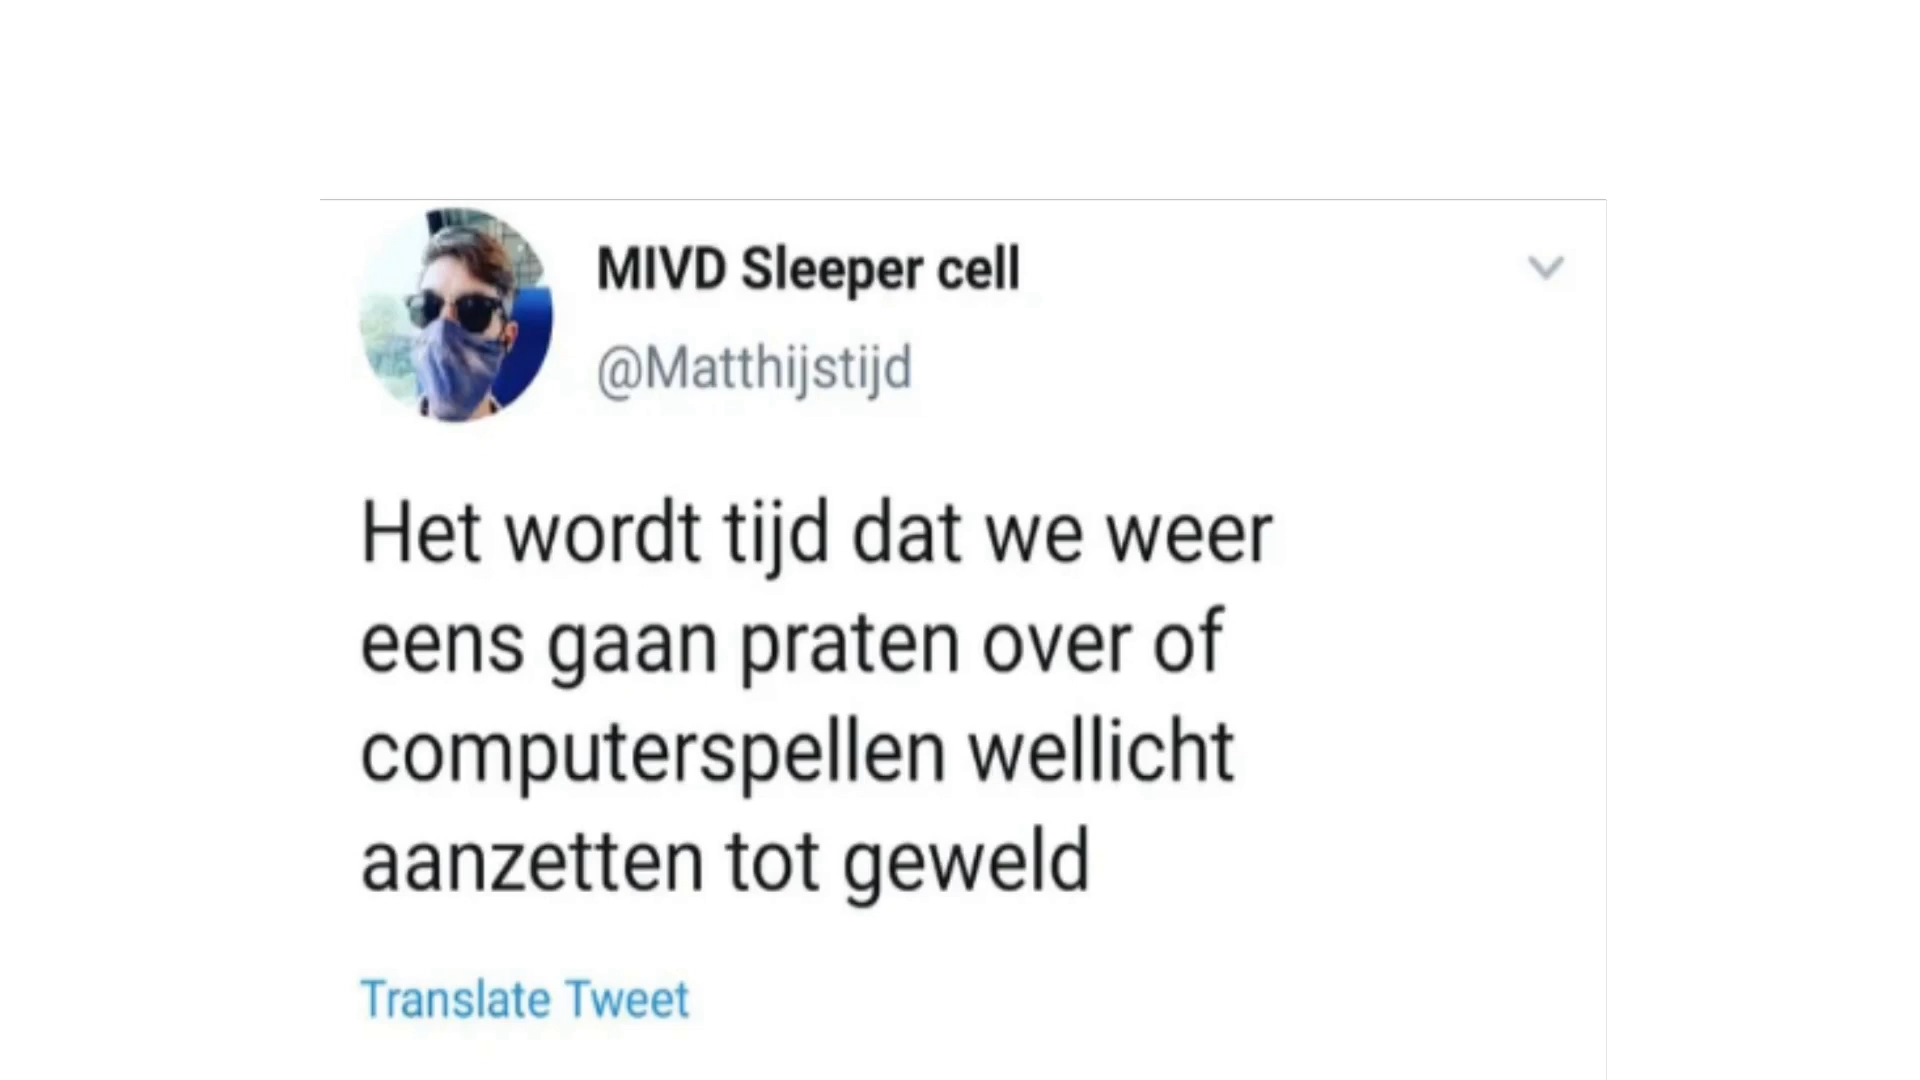 MIVD Sleeper cell
@Matthijstijd
Het wordt tijd dat we weer
eens gaan praten over of
computerspellen wellicht
aanzetten tot geweld
Translate Tweet